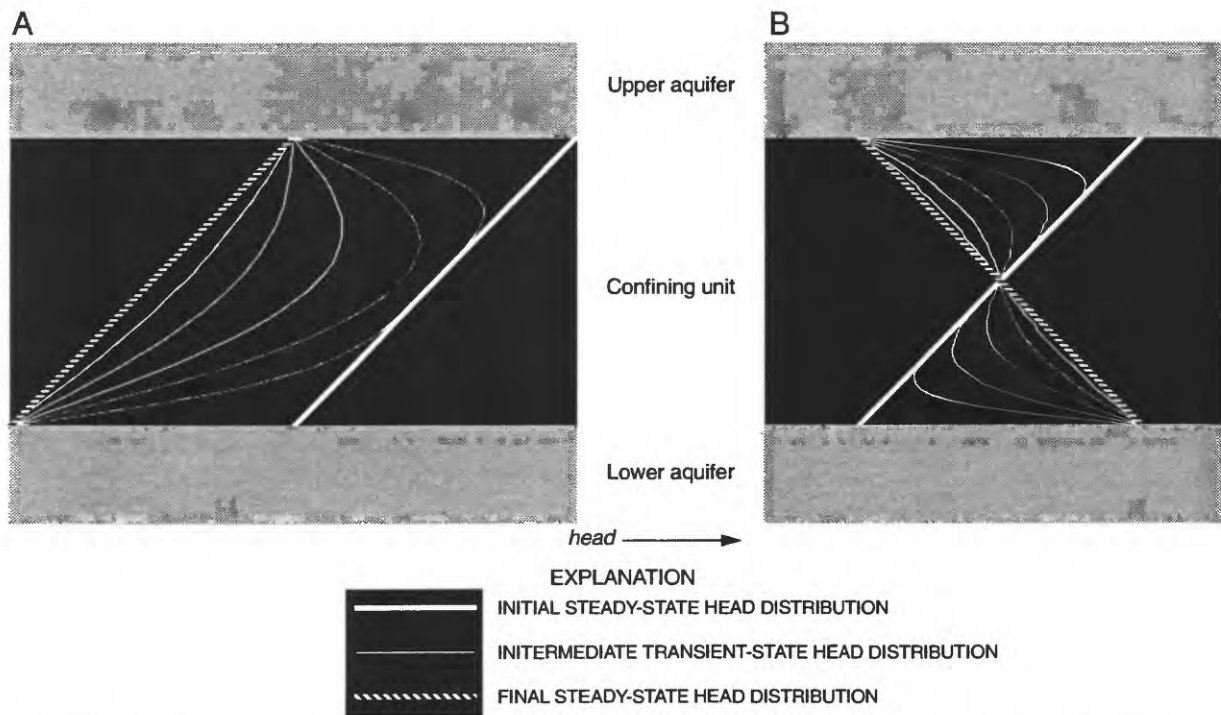 A
B
Upper aquifer
Confining unit
Lower aquifer
head
EXPLANATION
INITIAL STEADY-STATE HEAD DISTRIBUTION
INITERMEDIATE TRANSIENT-STATE HEAD DISTRIBUTION
FINAL STEADY-STATE HEAD DISTRIBUTION